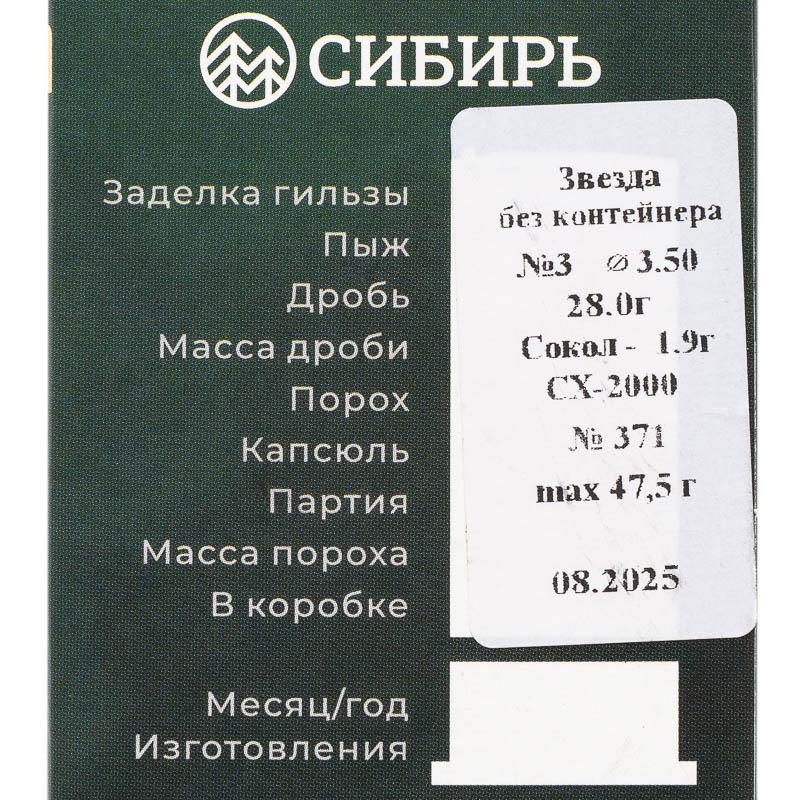 СИБИРЬ
Заделка гильзы Звезда
Пыж без контейнера
Дробь №3 ⌀ 3.50
Масса дроби 28.0г
Порох Сокол - 1.9г
Капсюль СХ-2000
Партия № 371
Масса пороха max 47,5 г
В коробке
08.2025
Месяц/год
Изготовления